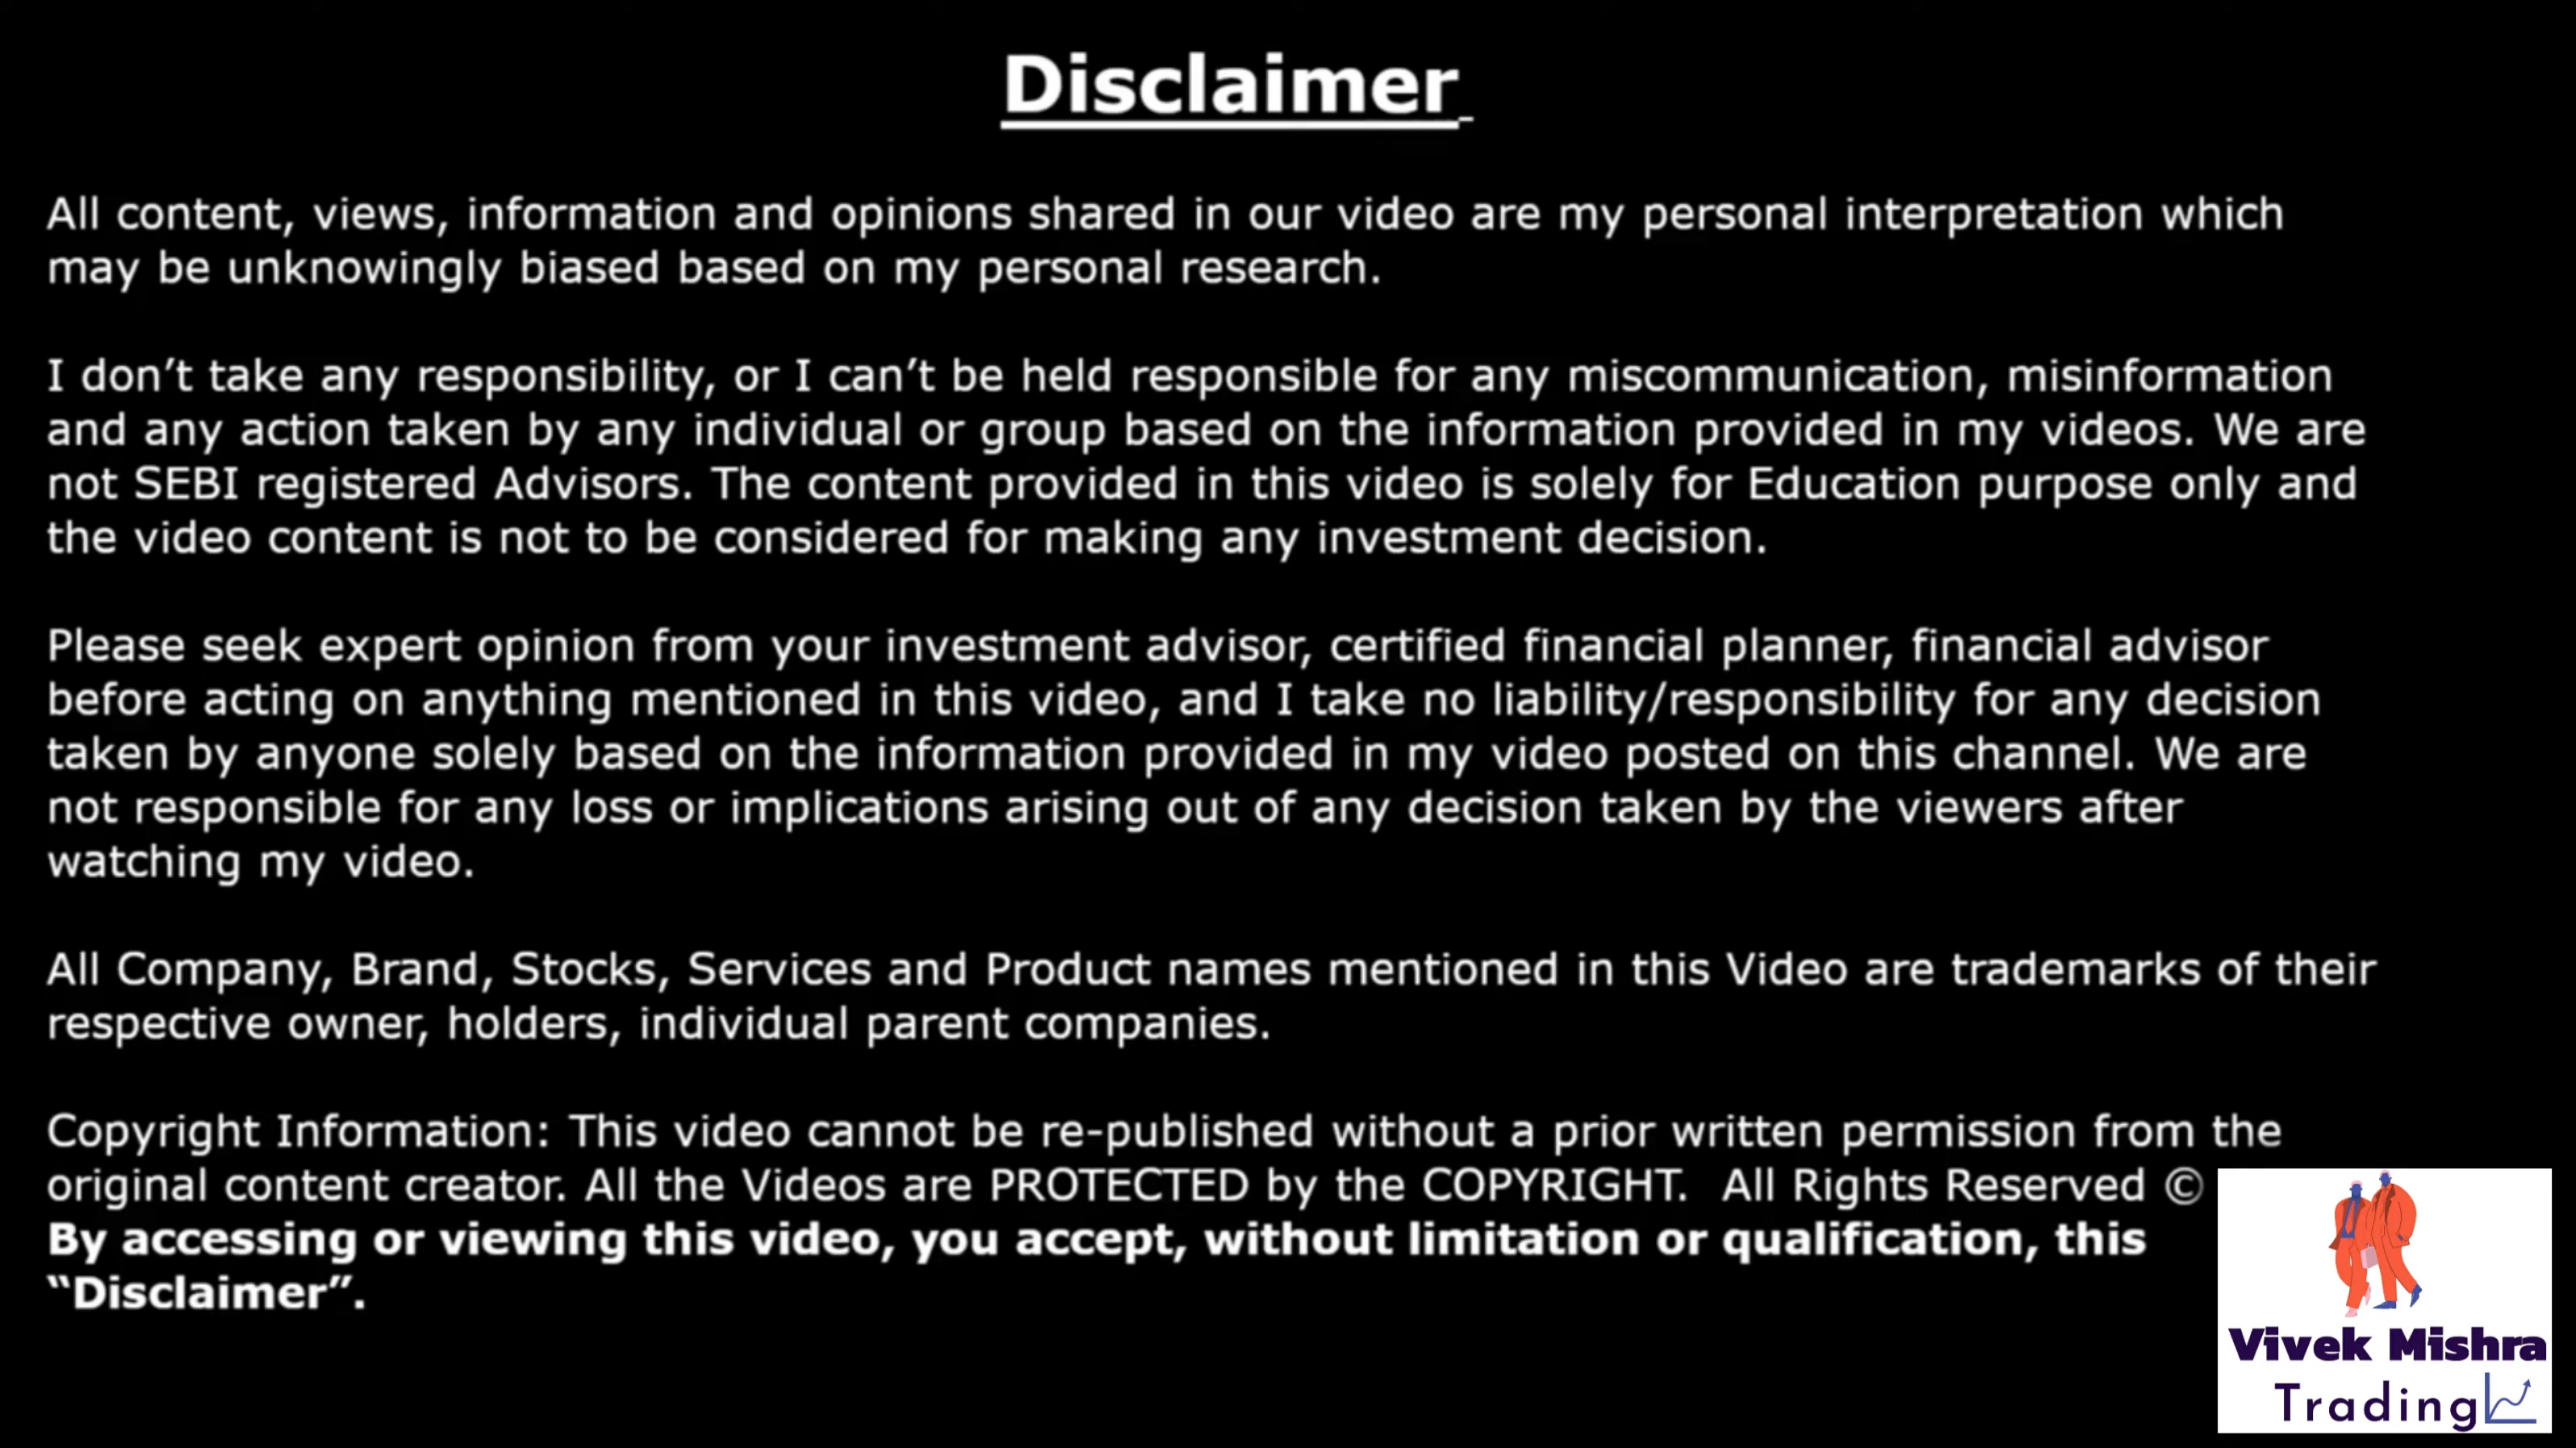 Disclaimer
All content, views, information and opinions shared in our video are my personal interpretation which
may be unknowingly biased based on my personal research.
I don’t take any responsibility, or I can’t be held responsible for any miscommunication, misinformation
and any action taken by any individual or group based on the information provided in my videos. We are
not SEBI registered Advisors. The content provided in this video is solely for Education purpose only and
the video content is not to be considered for making any investment decision.
Please seek expert opinion from your investment advisor, certified financial planner, financial advisor
before acting on anything mentioned in this video, and I take no liability/responsibility for any decision
taken by anyone solely based on the information provided in my video posted on this channel. We are
not responsible for any loss or implications arising out of any decision taken by the viewers after
watching my video.
All Company, Brand, Stocks, Services and Product names mentioned in this Video are trademarks of their
respective owner, holders, individual parent companies.
Copyright Information: This video cannot be re-published without a prior written permission from the
original content creator. All the Videos are PROTECTED by the COPYRIGHT.  All Rights Reserved ©
By accessing or viewing this video, you accept, without limitation or qualification, this
“Disclaimer”.
Vivek Mishra
Trading